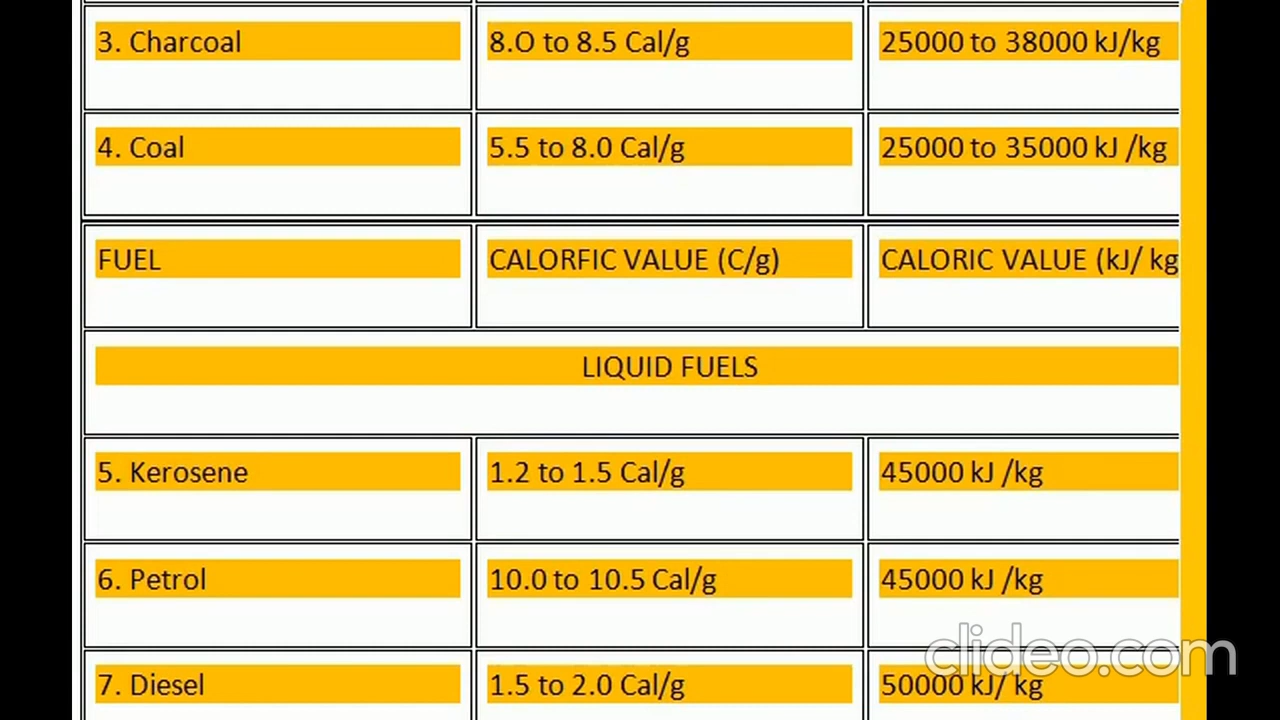 3. Charcoal 8.O to 8.5 Cal/g 25000 to 38000 kJ/kg
4. Coal 5.5 to 8.0 Cal/g 25000 to 35000 kJ /kg
FUEL CALORFIC VALUE (C/g) CALORIC VALUE (kJ/ kg
LIQUID FUELS
5. Kerosene 1.2 to 1.5 Cal/g 45000 kJ /kg
6. Petrol 10.0 to 10.5 Cal/g 45000 kJ /kg
clideo.com
7. Diesel 1.5 to 2.0 Cal/g 50000 kJ/ kg